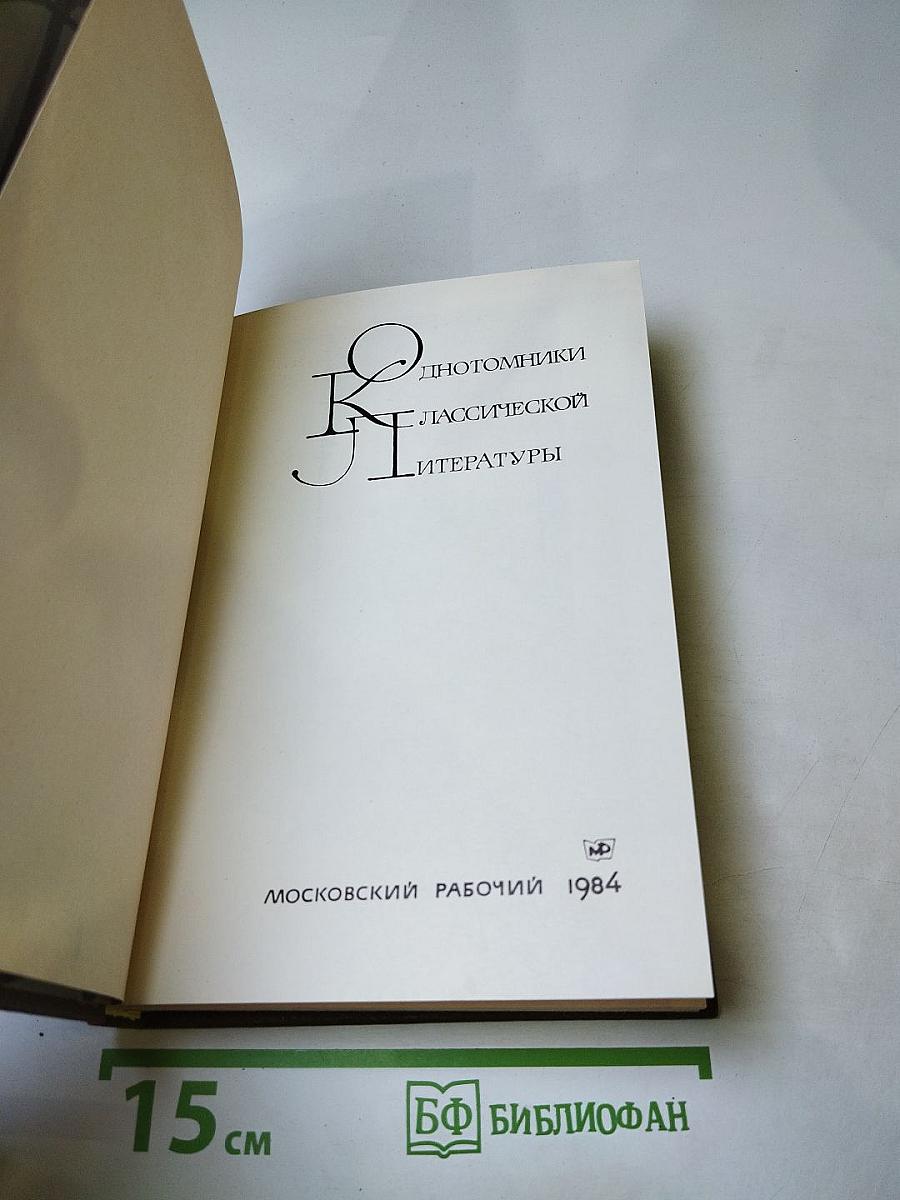 Однотомники
Классической
Литературы
МР
МОСКОВСКИЙ РАБОЧИЙ 1984
15 см
БФ БИБЛИОФАН